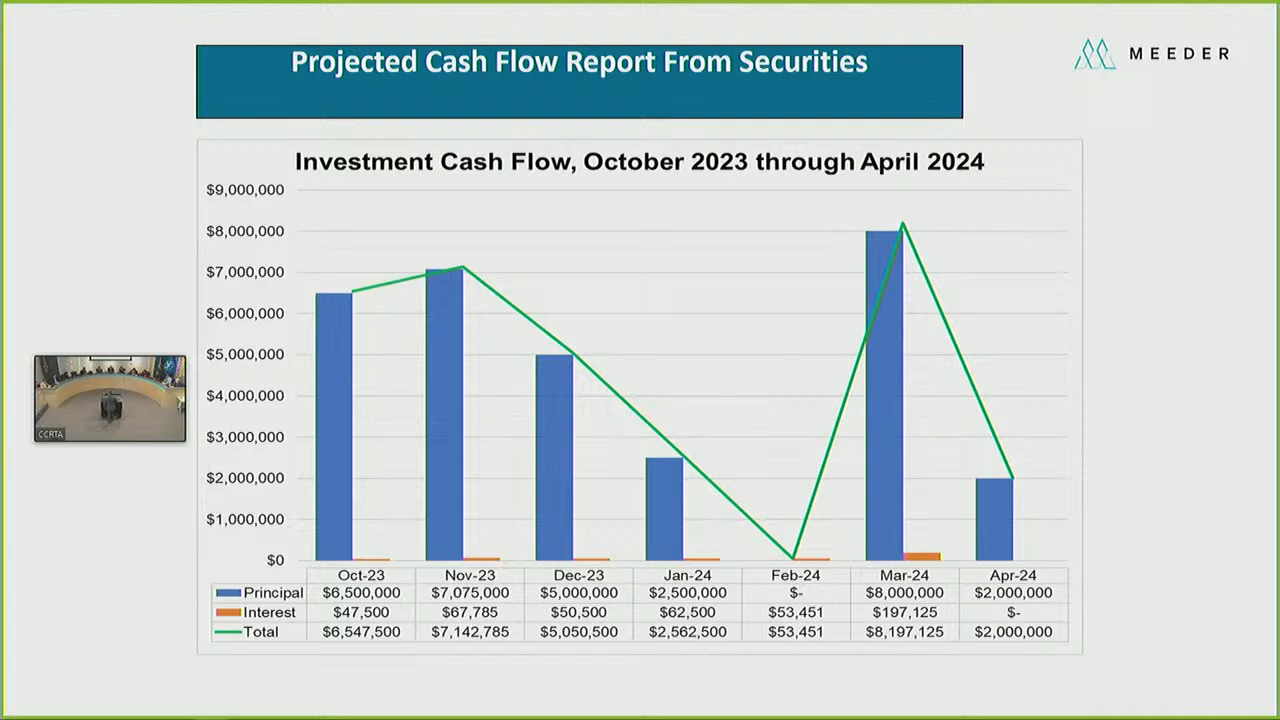 Projected Cash Flow Report From Securities
MEEDER
Investment Cash Flow, October 2023 through April 2024
$9,000,000
$8,000,000
$7,000,000
$6,000,000
$5,000,000
$4,000,000
$3,000,000
$2,000,000
$1,000,000
$0
Oct-23 Nov-23 Dec-23 Jan-24 Feb-24 Mar-24 Apr-24
Principal $6,500,000 $7,075,000 $5,000,000 $2,500,000 $- $8,000,000 $2,000,000
Interest $47,500 $67,785 $50,500 $62,500 $53,451 $197,125 $-
Total $6,547,500 $7,142,785 $5,050,500 $2,562,500 $53,451 $8,197,125 $2,000,000
CCRTA